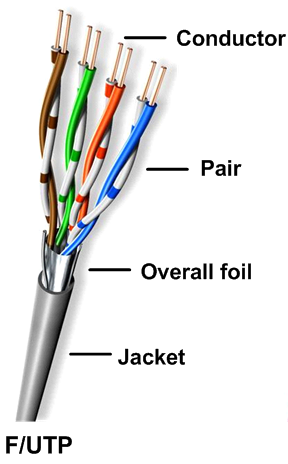 Conductor
Pair
Overall foil
Jacket
F/UTP